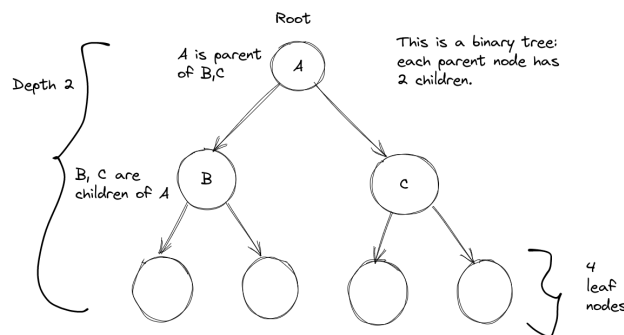 Root
A is parent
of B,C
A
This is a binary tree:
each parent node has
2 children.
Depth 2
B, C are
children of A
B
C
4
leaf
nodes